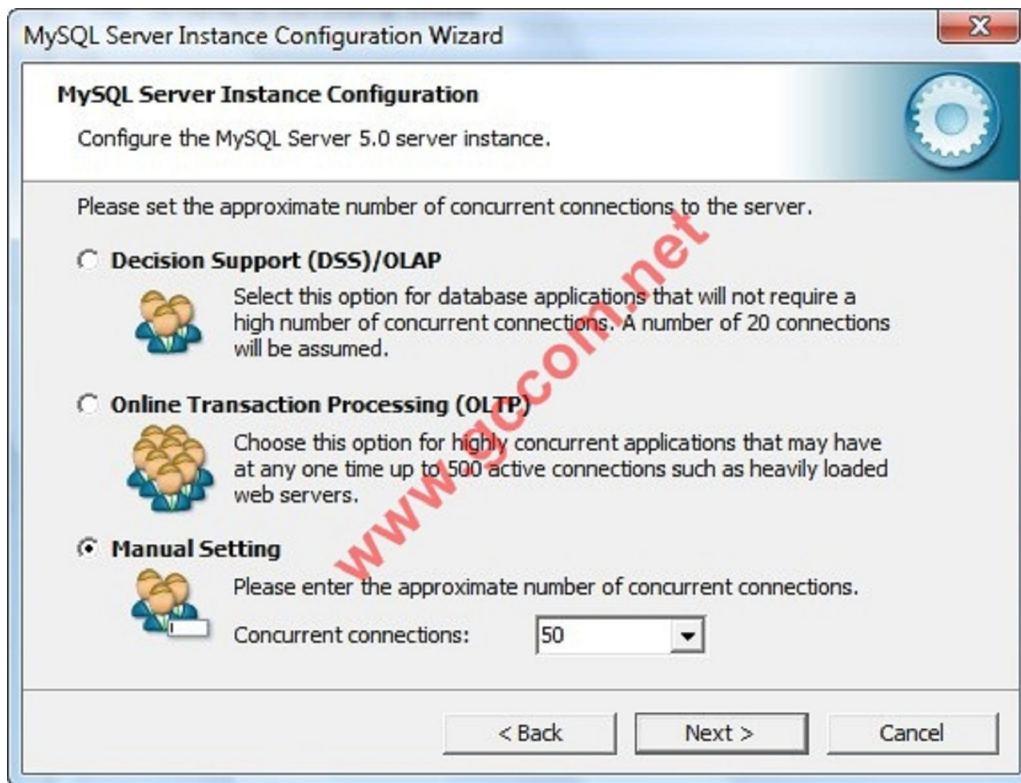 MySQL Server Instance Configuration Wizard
MySQL Server Instance Configuration
Configure the MySQL Server 5.0 server instance.
Please set the approximate number of concurrent connections to the server.
Decision Support (DSS)/OLAP
Select this option for database applications that will not require a
high number of concurrent connections. A number of 20 connections
will be assumed.
Online Transaction Processing (OLTP)
Choose this option for highly concurrent applications that may have
at any one time up to 500 active connections such as heavily loaded
web servers.
Manual Setting
Please enter the approximate number of concurrent connections.
Concurrent connections: 50
< Back Next > Cancel
www.gccom.net